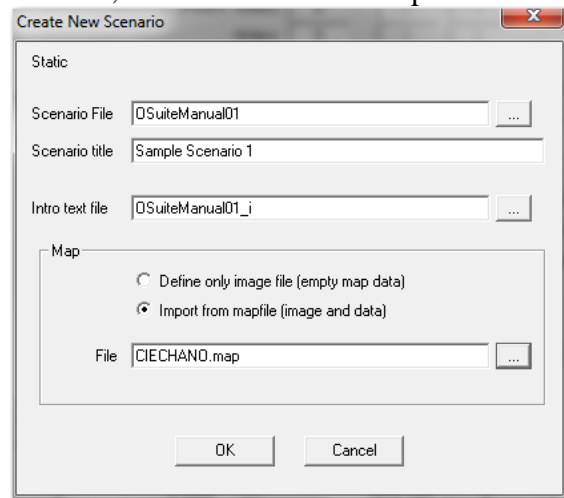 Create New Scenario
Static
Scenario File OSuiteManual01 ...
Scenario title Sample Scenario 1
Intro text file OSuiteManual01_i ...
Map
Define only image file (empty map data)
Import from mapfile (image and data)
File CIECHANO.map ...
OK Cancel